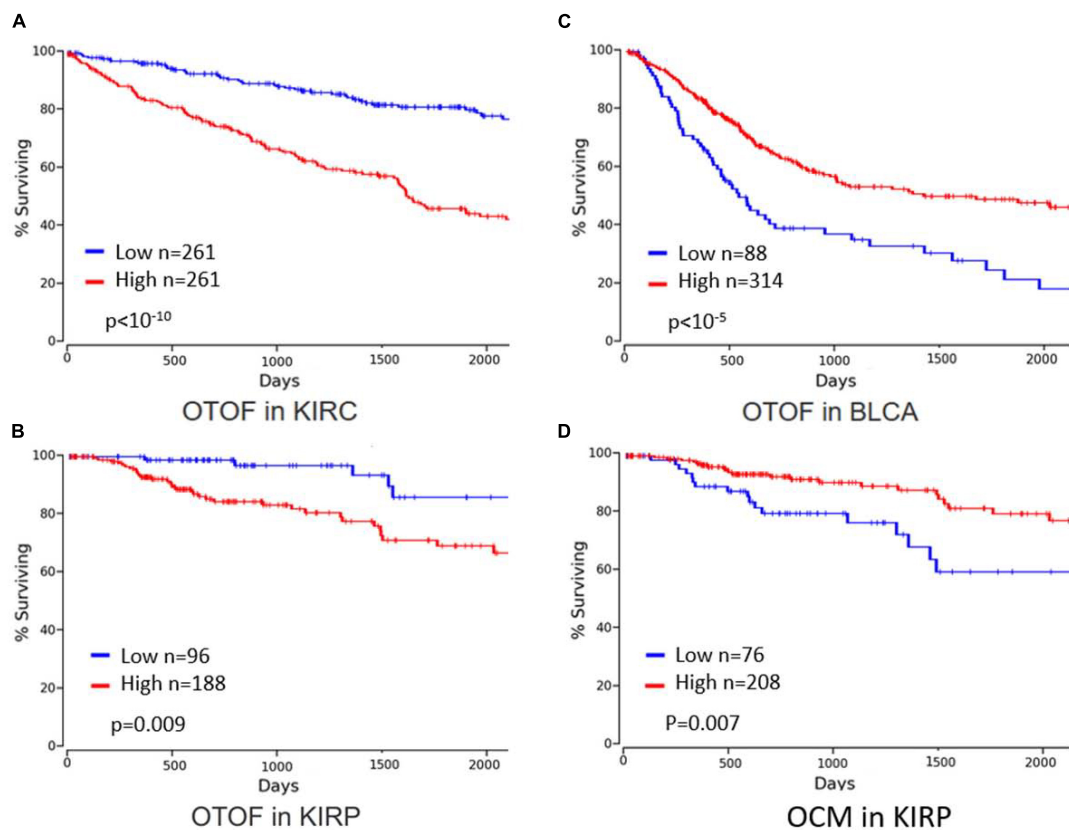 A
100
80
60
40
20
0
% Surviving
Low n=261
High n=261
p<10-10
0 500 1000 1500 2000
Days
OTOF in KIRC
C
100
80
60
40
20
0
% Surviving
Low n=88
High n=314
p<10-5
0 500 1000 1500 2000
Days
OTOF in BLCA
B
100
80
60
40
20
0
% Surviving
Low n=96
High n=188
p=0.009
0 500 1000 1500 2000
Days
OTOF in KIRP
D
100
80
60
40
20
0
% Surviving
Low n=76
High n=208
P=0.007
0 500 1000 1500 2000
Days
OCM in KIRP